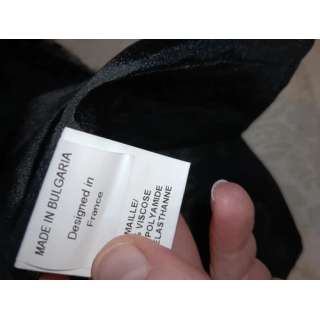 MADE IN BULGARIA
Designed in
France
MAILLE/
VISCOSE
POLYAMIDE
ELASTHANNE